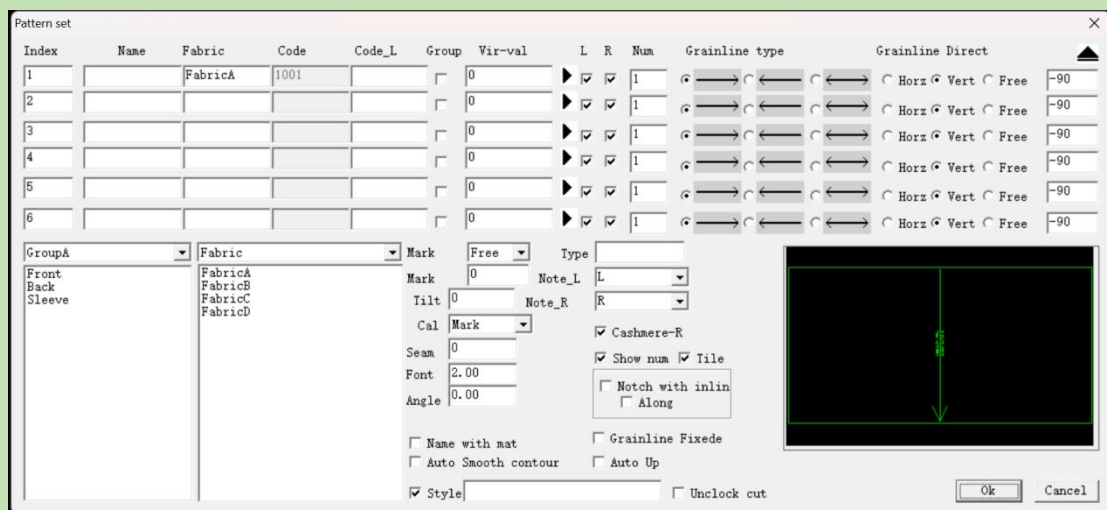 Pattern set
Index Name Fabric Code Code_L Group Vir-val L R Num Grainline type Grainline Direct
1 FabricA 1001 0 1 Horz Vert Free -90
2 0 1 Horz Vert Free -90
3 0 1 Horz Vert Free -90
4 0 1 Horz Vert Free -90
5 0 1 Horz Vert Free -90
6 0 1 Horz Vert Free -90
GroupA Fabric Mark Free Type
Front FabricA Mark 0 Note_L L
Back FabricB Tilt 0 Note_R R
Sleeve FabricC Cal Mark Cashmere-R
FabricD
Seam 0 Show num Tile
Font 2.00 Notch with inlin
Angle 0.00 Along
Name with mat Grainline Fixede
Auto Smooth contour Auto Up
Style Unclock cut Ok Cancel